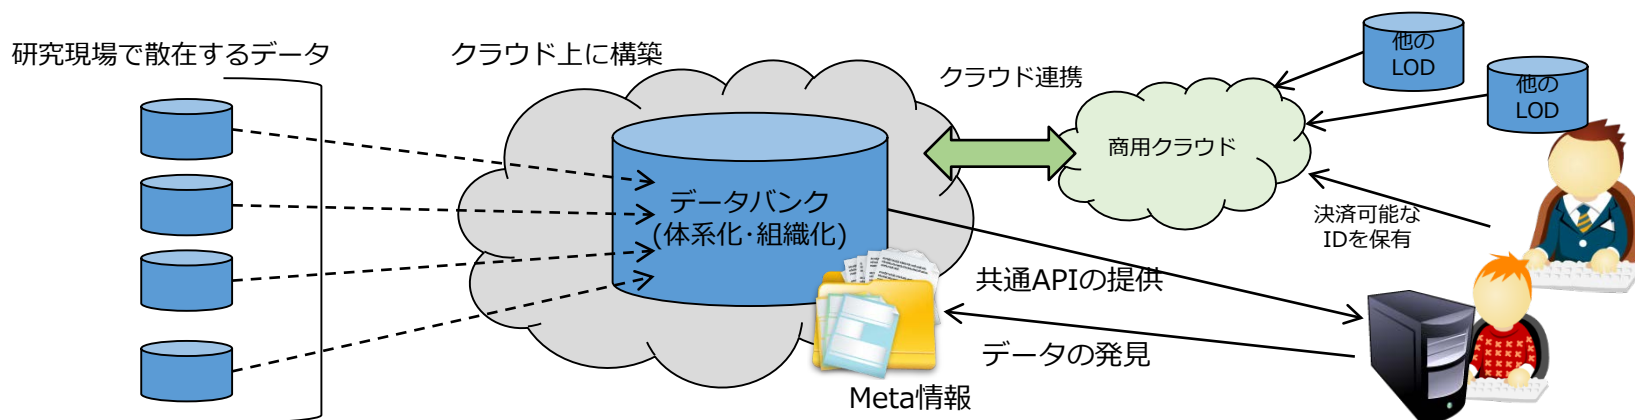 研究現場で散在するデータ
クラウド上に構築
クラウド連携
他の
LOD
他の
LOD
商用クラウド
データバンク
(体系化･組織化)
決済可能な
IDを保有
共通APIの提供
データの発見
Meta情報